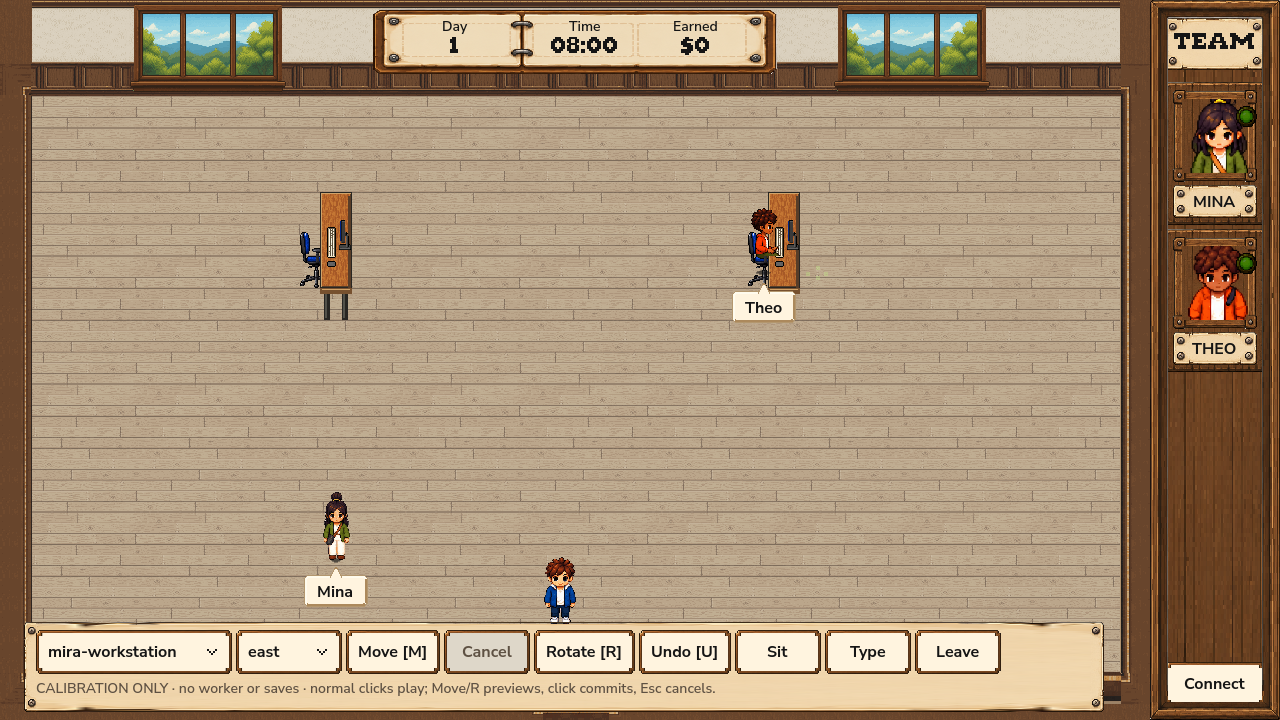 Day
1
Time
08:00
Earned
$0
TEAM
MINA
THEO
Theo
Mina
mira-workstation
east
Move [M]
Cancel
Rotate [R]
Undo [U]
Sit
Type
Leave
CALIBRATION ONLY · no worker or saves · normal clicks play; Move/R previews, click commits, Esc cancels.
Connect